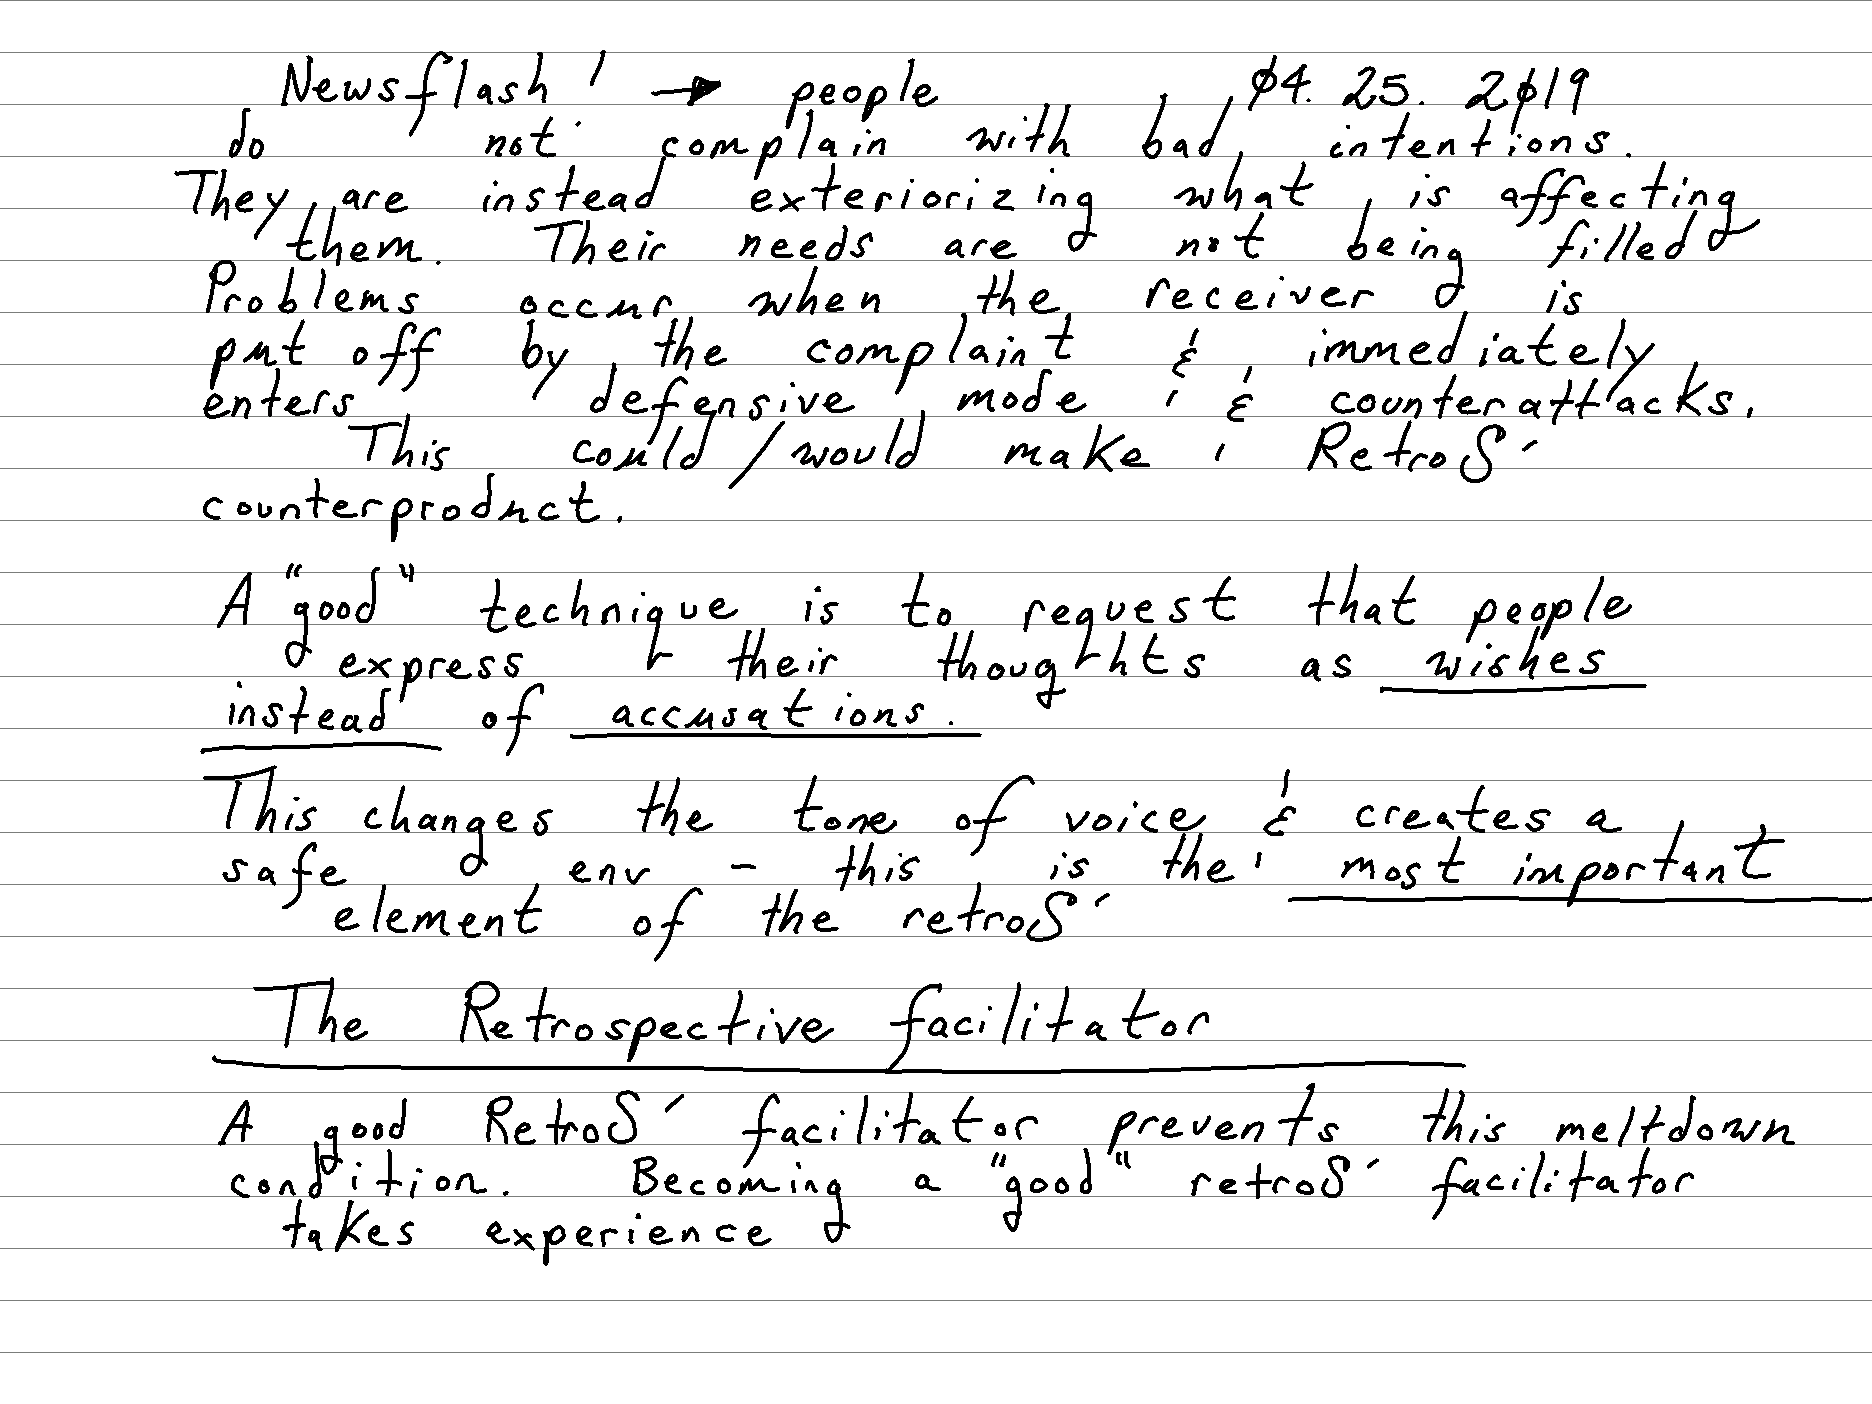 Newsflash! → people 04. 25. 2019
do not complain with bad intentions.
They are instead exteriorizing what is affecting
them. Their needs are not being filled
Problems occur when the receiver is
put off by the complaint & immediately
enters defensive mode & counterattacks.
This could/would make RetroS'
counterproduct.
A "good" technique is to request that people
express their thoughts as wishes
instead of accusations.
This changes the tone of voice & creates a
safe env - this is the most important
element of the retroS'
The Retrospective facilitator
A good RetroS' facilitator prevents this meltdown
condition. Becoming a "good" retroS' facilitator
takes experience